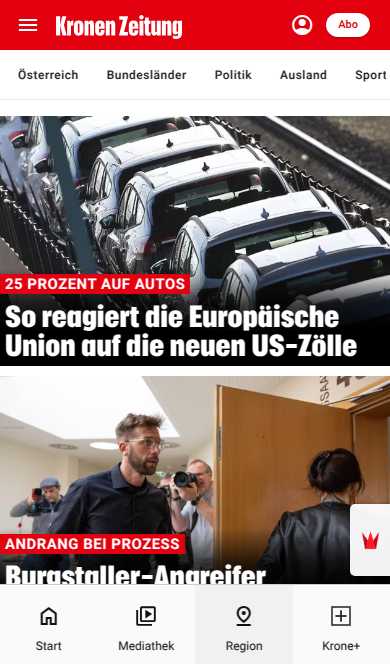 Kronen Zeitung
Abo
Österreich Bundesländer Politik Ausland Sport
25 PROZENT AUF AUTOS
So reagiert die Europäische
Union auf die neuen US-Zölle
ANDRANG BEI PROZESS
Burgstaller-Angreifer
Start Mediathek Region Krone+